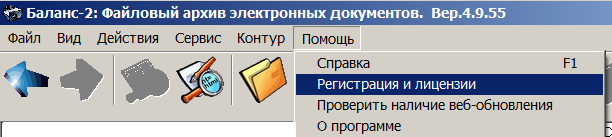 Баланс-2: Файловый архив электронных документов. Вер.4.9.55
Файл Вид Действия Сервис Контур Помощь
Справка F1
Регистрация и лицензии
Проверить наличие веб-обновления
О программе